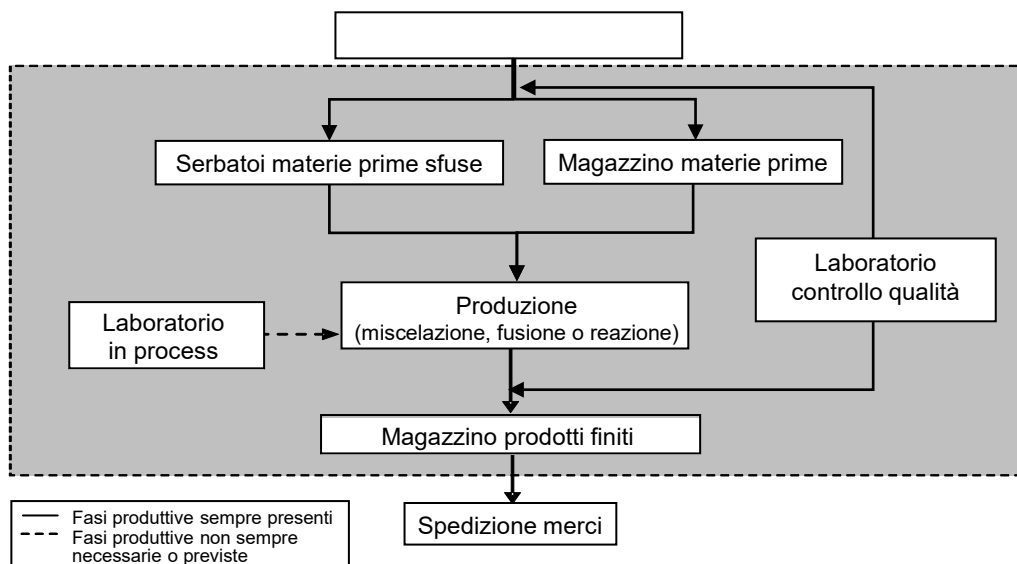 Serbatoi materie prime sfuse
Magazzino materie prime
Laboratorio
controllo qualità
Produzione
(miscelazione, fusione o reazione)
Laboratorio
in process
Magazzino prodotti finiti
Spedizione merci
Fasi produttive sempre presenti
Fasi produttive non sempre
necessarie o previste